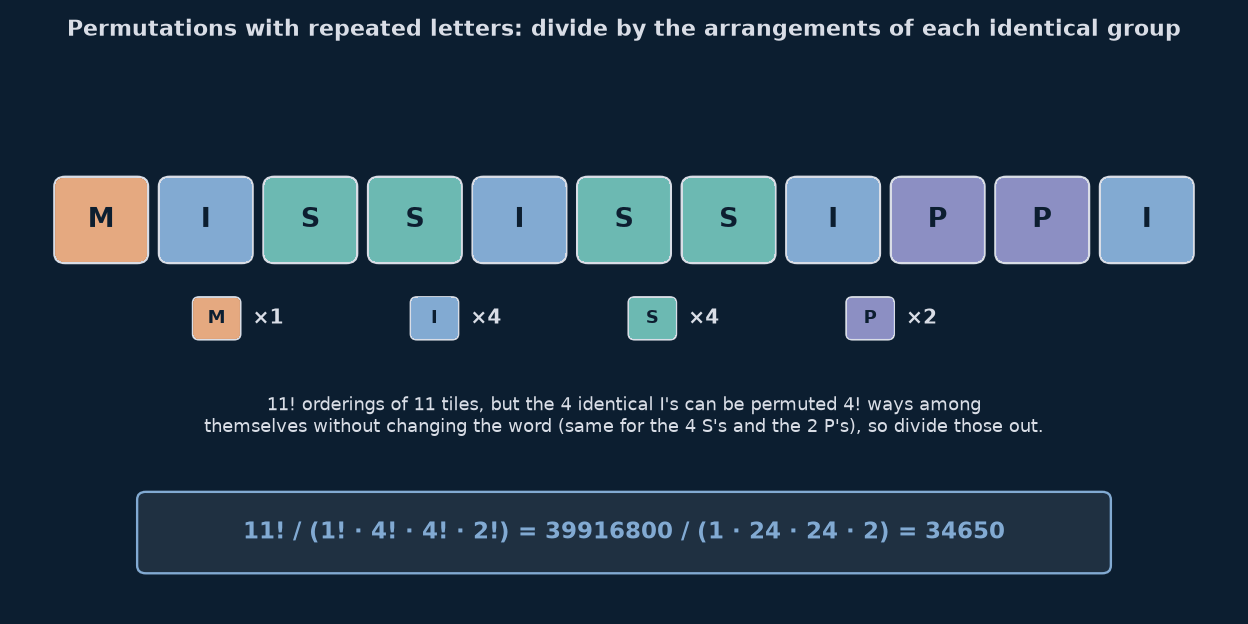 Permutations with repeated letters: divide by the arrangements of each identical group
M I S S I S S I P P I
M ×1 I ×4 S ×4 P ×2
11! orderings of 11 tiles, but the 4 identical I's can be permuted 4! ways among
themselves without changing the word (same for the 4 S's and the 2 P's), so divide those out.
11! / (1! · 4! · 4! · 2!) = 39916800 / (1 · 24 · 24 · 2) = 34650